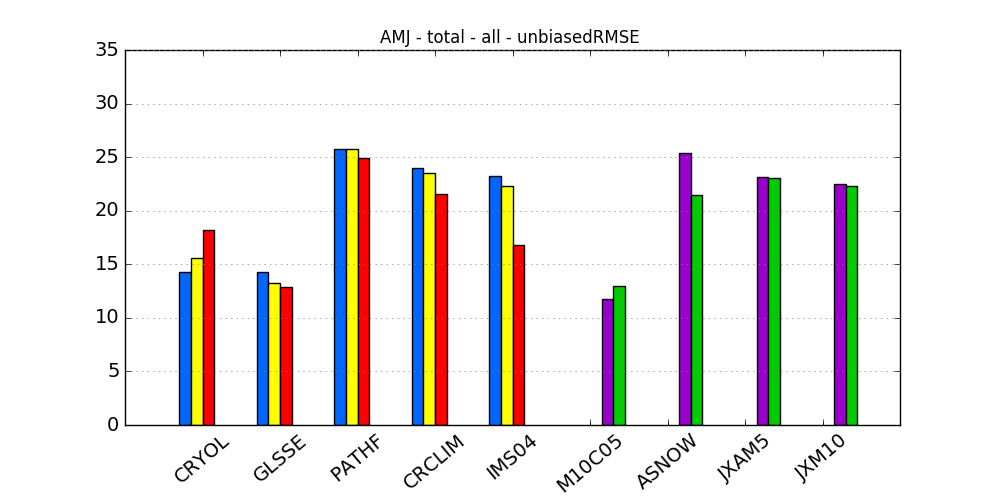 AMJ - total - all - unbiasedRMSE
35
30
25
20
15
10
5
0
CRYOL
GLSSE
PATHF
CRCLIM
IMS04
M10C05
ASNOW
JXAM5
JXM10